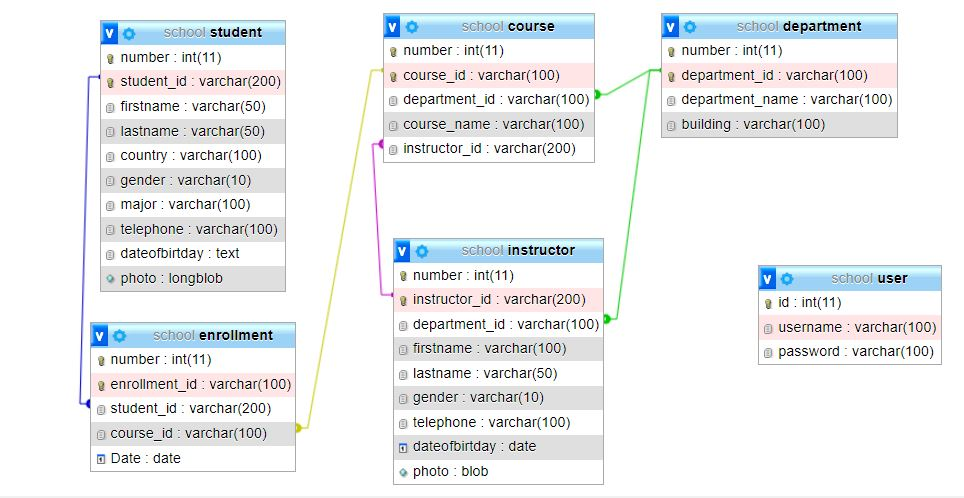 school student
number : int(11)
student_id : varchar(200)
firstname : varchar(50)
lastname : varchar(50)
country : varchar(100)
gender : varchar(10)
major : varchar(100)
telephone : varchar(100)
dateofbirtday : text
photo : longblob
school enrollment
number : int(11)
enrollment_id : varchar(100)
student_id : varchar(200)
course_id : varchar(100)
Date : date
school course
number : int(11)
course_id : varchar(100)
department_id : varchar(100)
course_name : varchar(100)
instructor_id : varchar(200)
school instructor
number : int(11)
instructor_id : varchar(200)
department_id : varchar(100)
firstname : varchar(100)
lastname : varchar(50)
gender : varchar(10)
telephone : varchar(100)
dateofbirtday : date
photo : blob
school department
number : int(11)
department_id : varchar(100)
department_name : varchar(100)
building : varchar(100)
school user
id : int(11)
username : varchar(100)
password : varchar(100)